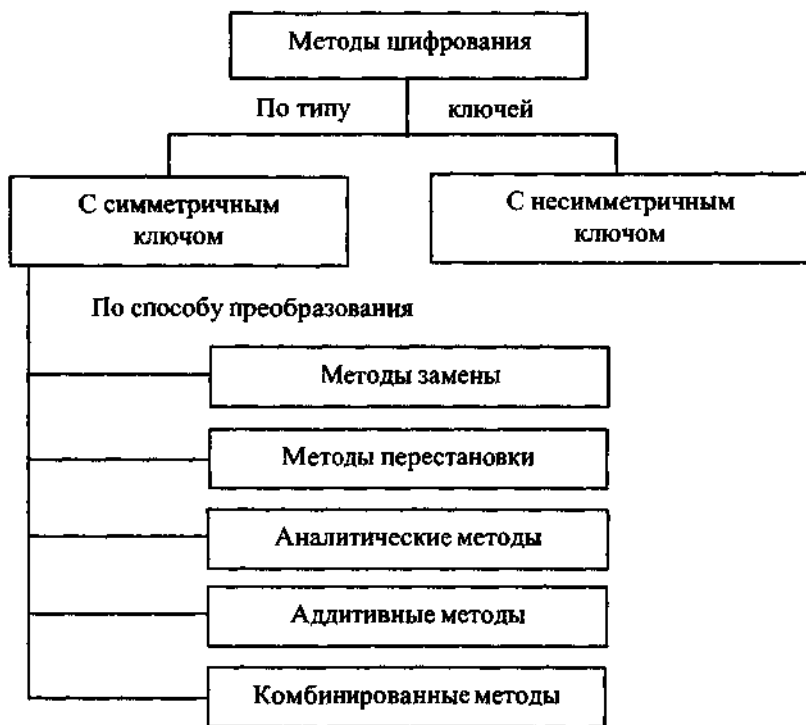 Методы шифрования
По типу ключей
С симметричным
ключом
С несимметричным
ключом
По способу преобразования
Методы замены
Методы перестановки
Аналитические методы
Аддитивные методы
Комбинированные методы